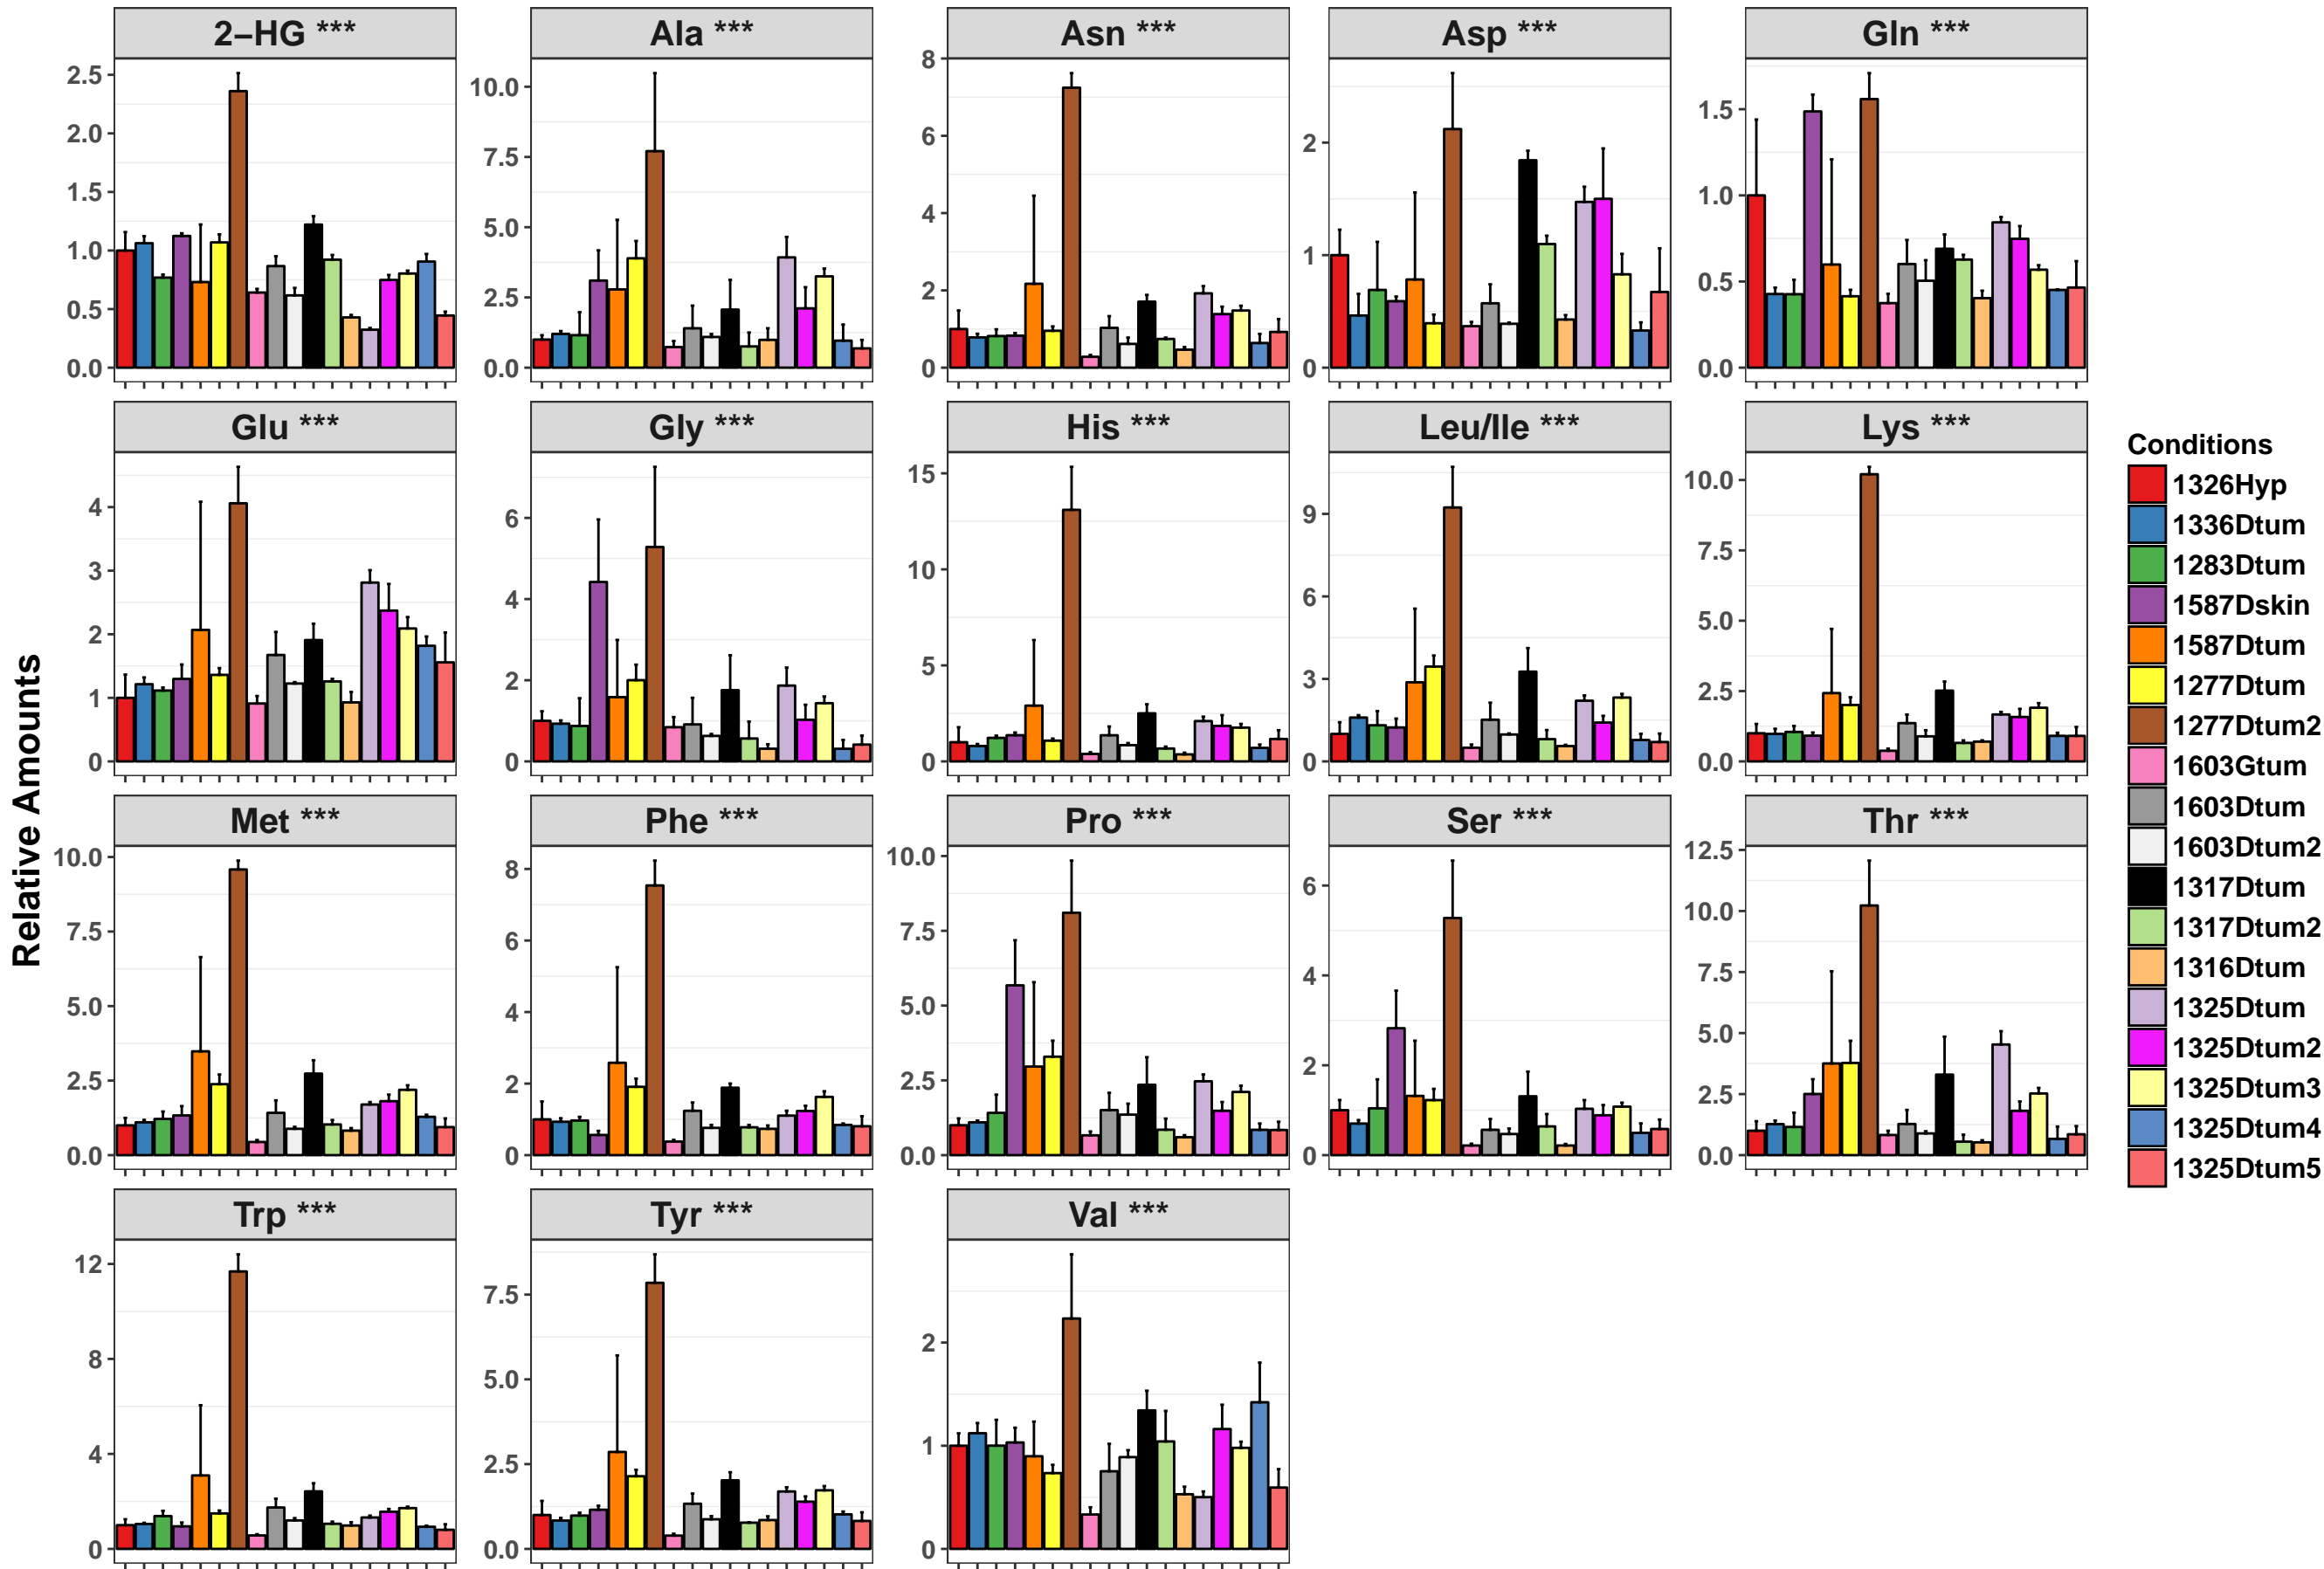 2–HG ***
Ala ***
Asn ***
Asp ***
Gln ***
2.5
2.0
1.5
1.0
0.5
0.0
10.0
7.5
5.0
2.5
0.0
8
6
4
2
0
2
1
0
1.5
1.0
0.5
0.0
Glu ***
Gly ***
His ***
Leu/Ile ***
Lys ***
4
3
2
1
0
6
4
2
0
15
10
5
0
9
6
3
0
10.0
7.5
5.0
2.5
0.0
Met ***
Phe ***
Pro ***
Ser ***
Thr ***
10.0
7.5
5.0
2.5
0.0
8
6
4
2
0
10.0
7.5
5.0
2.5
0.0
6
4
2
0
12.5
10.0
7.5
5.0
2.5
0.0
Trp ***
Tyr ***
Val ***
12
8
4
0
7.5
5.0
2.5
0.0
2
1
0
Relative Amounts
Conditions
1326Hyp
1336Dtum
1283Dtum
1587Dskin
1587Dtum
1277Dtum
1277Dtum2
1603Gtum
1603Dtum
1603Dtum2
1317Dtum
1317Dtum2
1316Dtum
1325Dtum
1325Dtum2
1325Dtum3
1325Dtum4
1325Dtum5